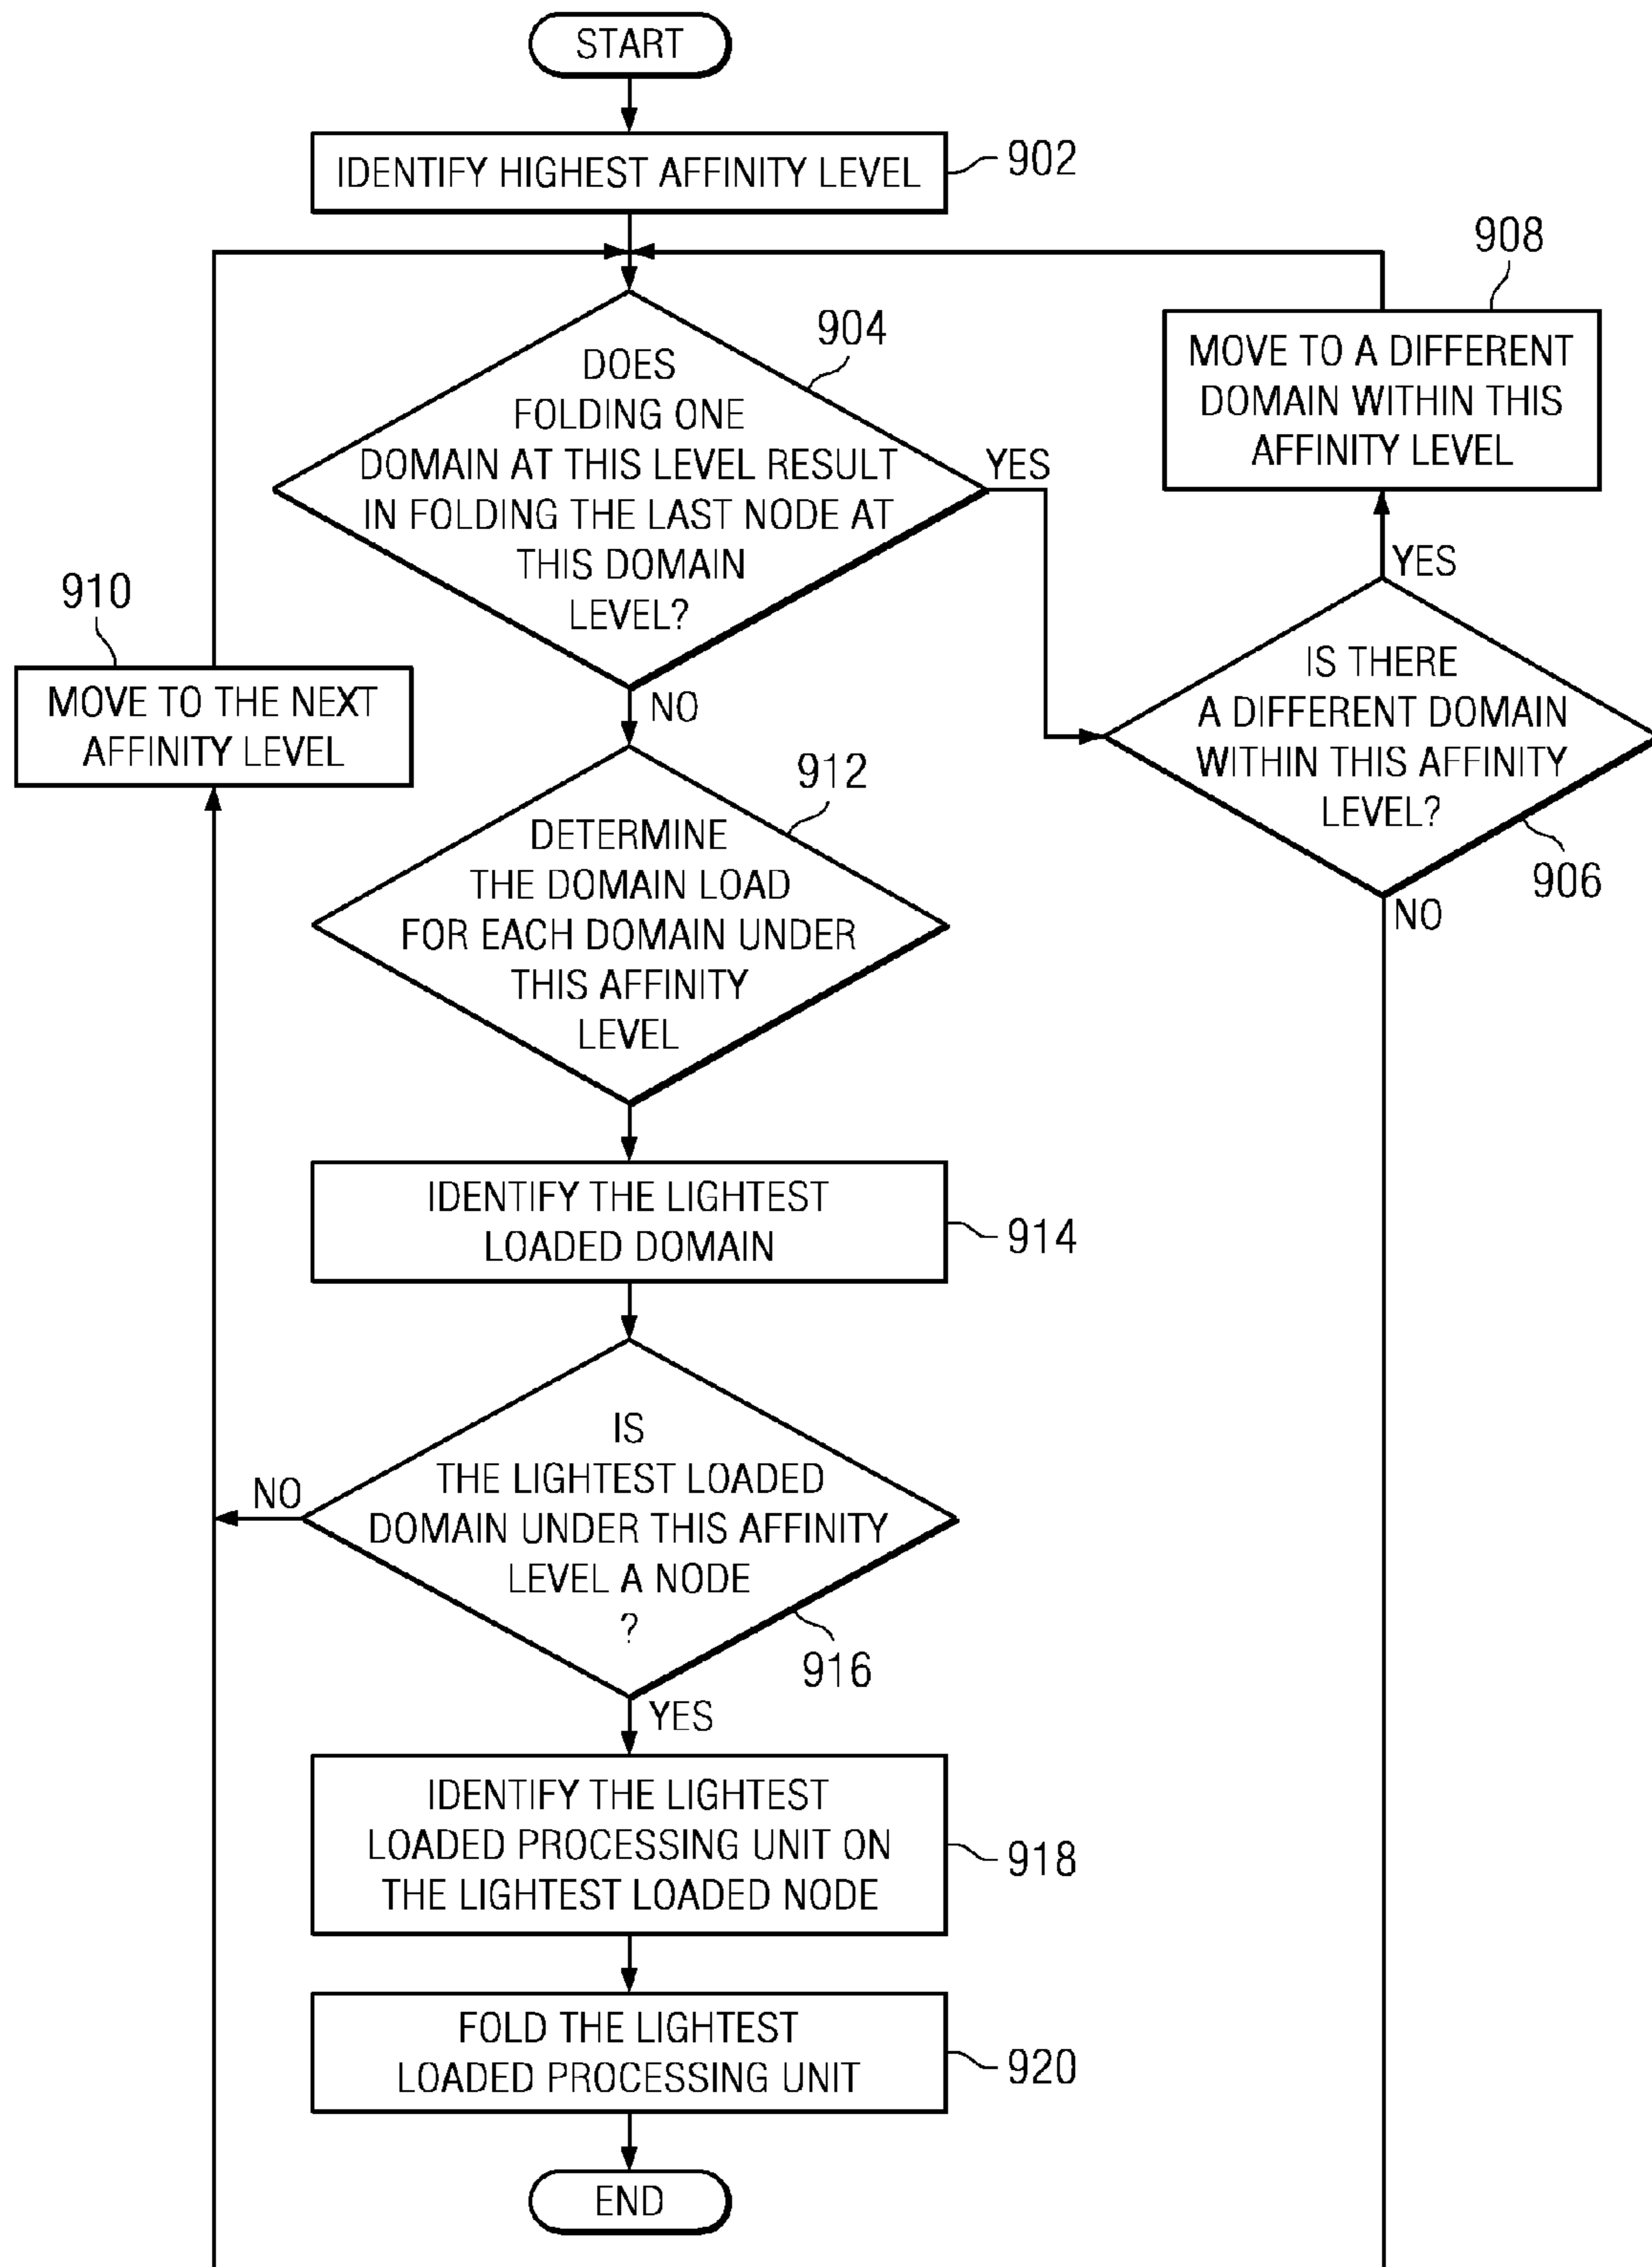 START
IDENTIFY HIGHEST AFFINITY LEVEL
902
908
904
DOES
FOLDING ONE
DOMAIN AT THIS LEVEL RESULT
IN FOLDING THE LAST NODE AT
THIS DOMAIN
LEVEL?
YES
MOVE TO A DIFFERENT
DOMAIN WITHIN THIS
AFFINITY LEVEL
YES
910
MOVE TO THE NEXT
AFFINITY LEVEL
NO
IS THERE
A DIFFERENT DOMAIN
WITHIN THIS AFFINITY
LEVEL?
906
NO
912
DETERMINE
THE DOMAIN LOAD
FOR EACH DOMAIN UNDER
THIS AFFINITY
LEVEL
IDENTIFY THE LIGHTEST
LOADED DOMAIN
914
IS
THE LIGHTEST LOADED
DOMAIN UNDER THIS AFFINITY
LEVEL A NODE
?
NO
916
YES
IDENTIFY THE LIGHTEST
LOADED PROCESSING UNIT ON
THE LIGHTEST LOADED NODE
918
FOLD THE LIGHTEST
LOADED PROCESSING UNIT
920
END